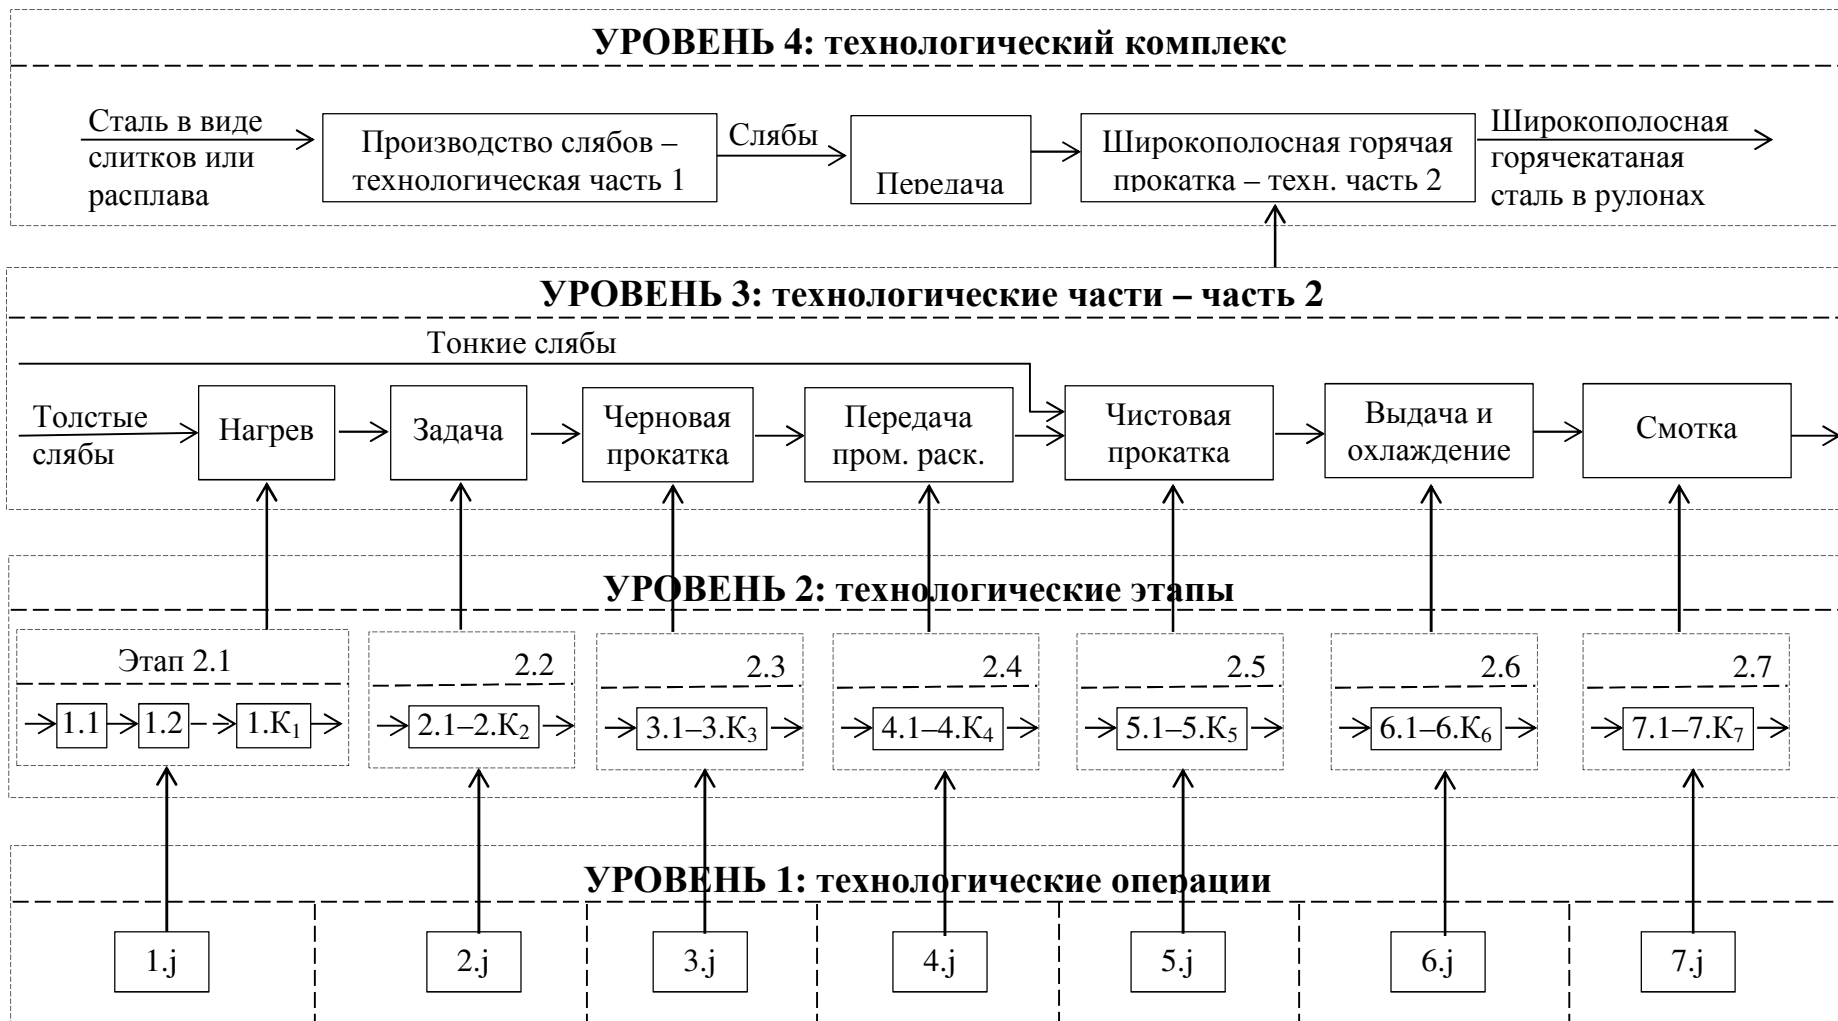 УРОВЕНЬ 4: технологический комплекс
Сталь в виде
слитков или
расплава
Производство слябов –
технологическая часть 1
Слябы
Передача
Широкополосная горячая
прокатка – техн. часть 2
Широкополосная
горячекатаная
сталь в рулонах
УРОВЕНЬ 3: технологические части – часть 2
Тонкие слябы
Толстые
слябы
Нагрев
Задача
Черновая
прокатка
Передача
пром. раск.
Чистовая
прокатка
Выдача и
охлаждение
Смотка
УРОВЕНЬ 2: технологические этапы
Этап 2.1
2.2
2.3
2.4
2.5
2.6
2.7
1.1
1.2
1.К₁
2.1–2.К₂
3.1–3.К₃
4.1–4.К₄
5.1–5.К₅
6.1–6.К₆
7.1–7.К₇
УРОВЕНЬ 1: технологические операции
1.j
2.j
3.j
4.j
5.j
6.j
7.j